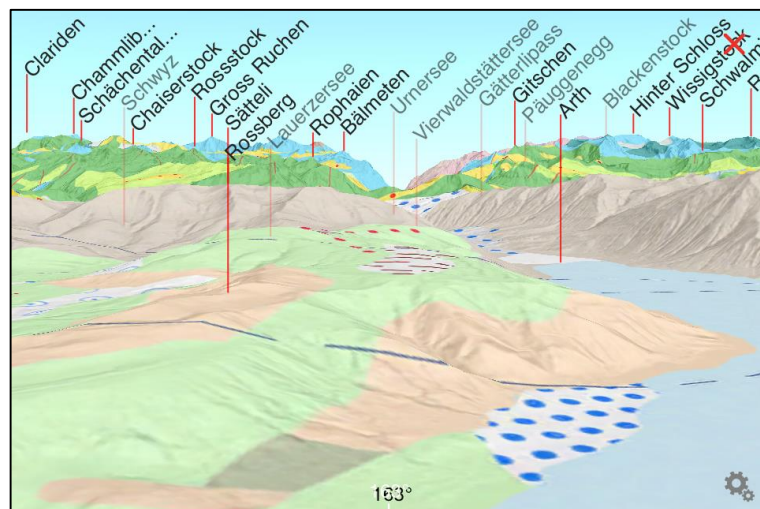 Clariden
Chammlib...
Schächental...
Schwyz
Chaiserstock
Rossstock
Gross Ruchen
Sätteli
Rossberg
Lauerzersee
Rophaien
Bälmeten
Urnersee
Vierwaldstättersee
Gätterlipass
Gitschen
Päuggenegg
Arth
Blackenstock
Hinter Schloss
Wissigstock
Schwalmi
R
163°